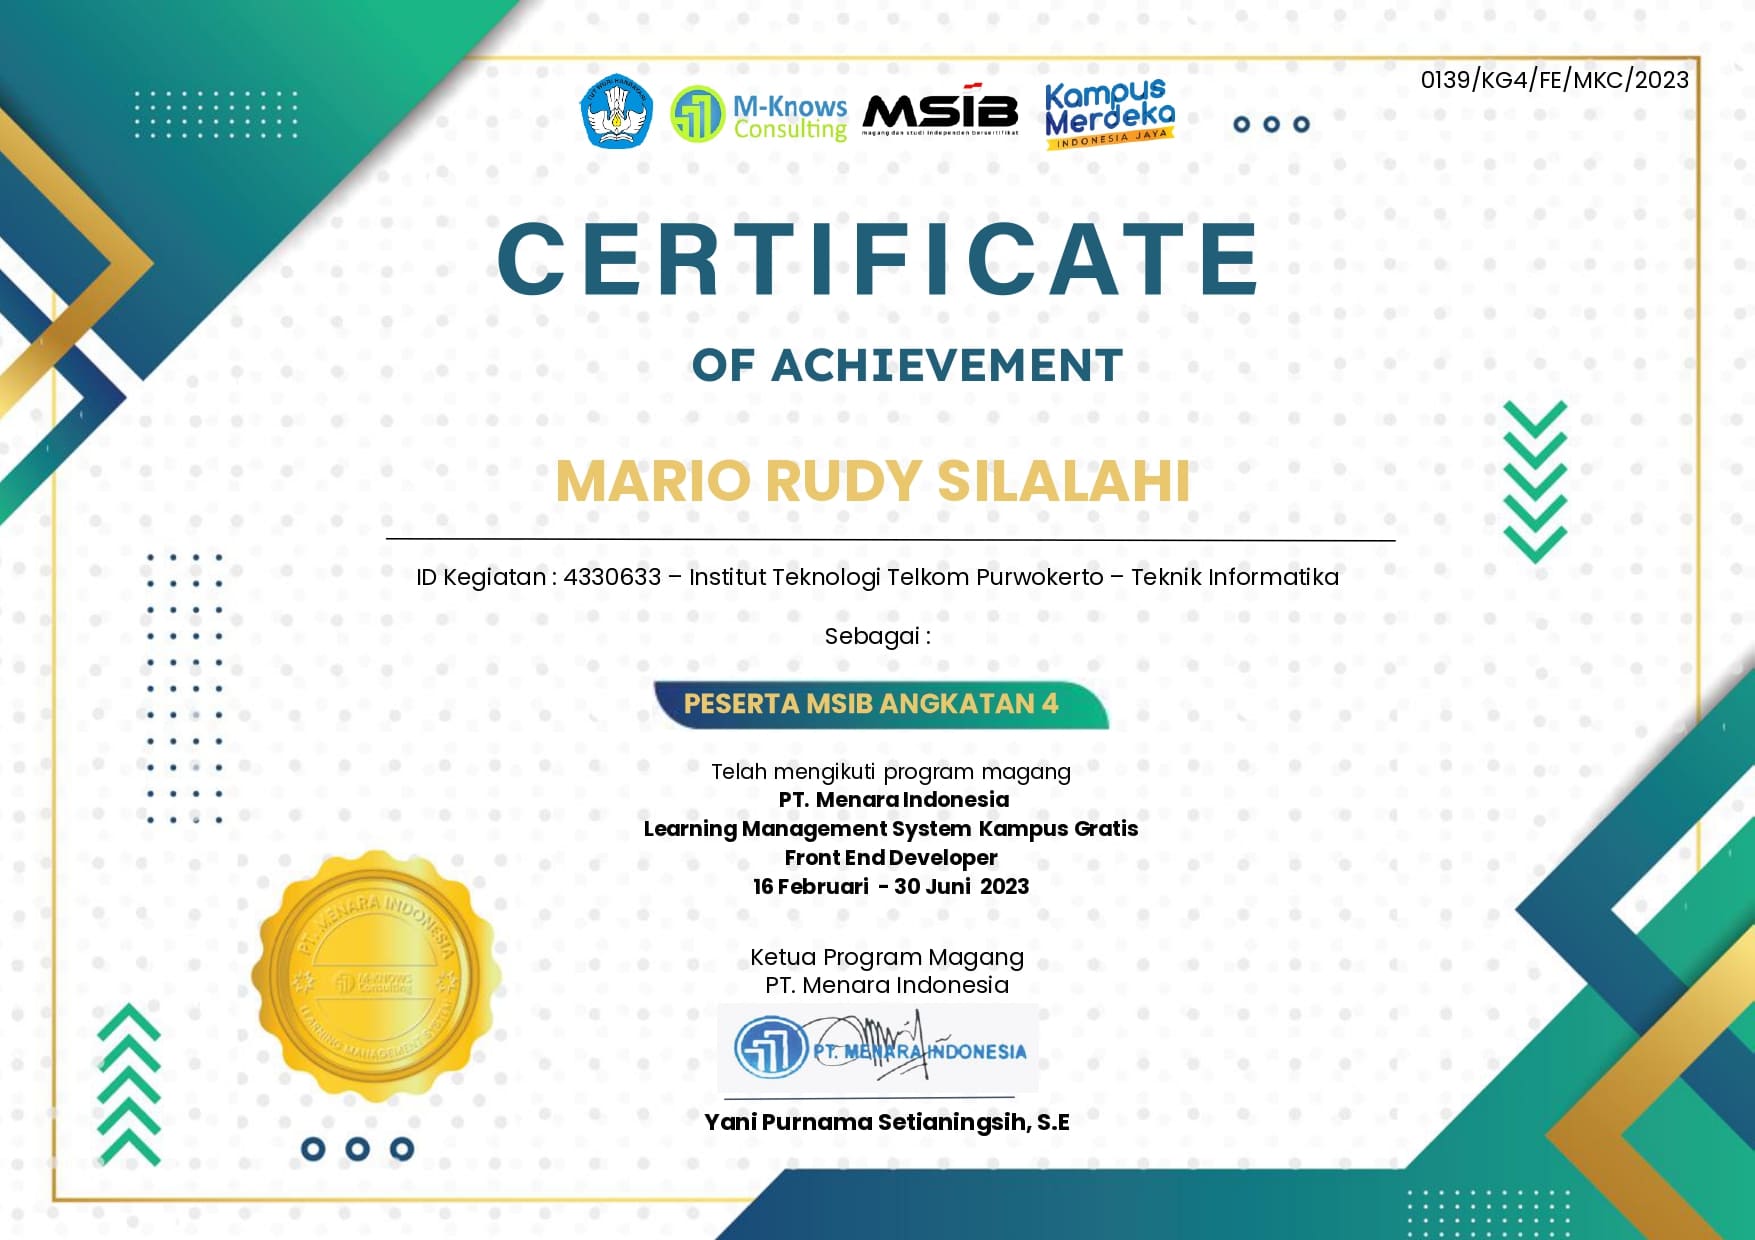 0139/KG4/FE/MKC/2023
TUT WURI HANDAYANI
M-Knows
Consulting
MSIB
magang dan studi independen bersertifikat
Kampus
Merdeka
INDONESIA JAYA
CERTIFICATE
OF ACHIEVEMENT
MARIO RUDY SILALAHI
ID Kegiatan : 4330633 – Institut Teknologi Telkom Purwokerto – Teknik Informatika
Sebagai :
PESERTA MSIB ANGKATAN 4
Telah mengikuti program magang
PT. Menara Indonesia
Learning Management System Kampus Gratis
Front End Developer
16 Februari - 30 Juni 2023
PT. MENARA INDONESIA
M-KNOWS
Consulting
LEARNING MANAGEMENT SYSTEM
Ketua Program Magang
PT. Menara Indonesia
PT. MENARA INDONESIA
Yani Purnama Setianingsih, S.E